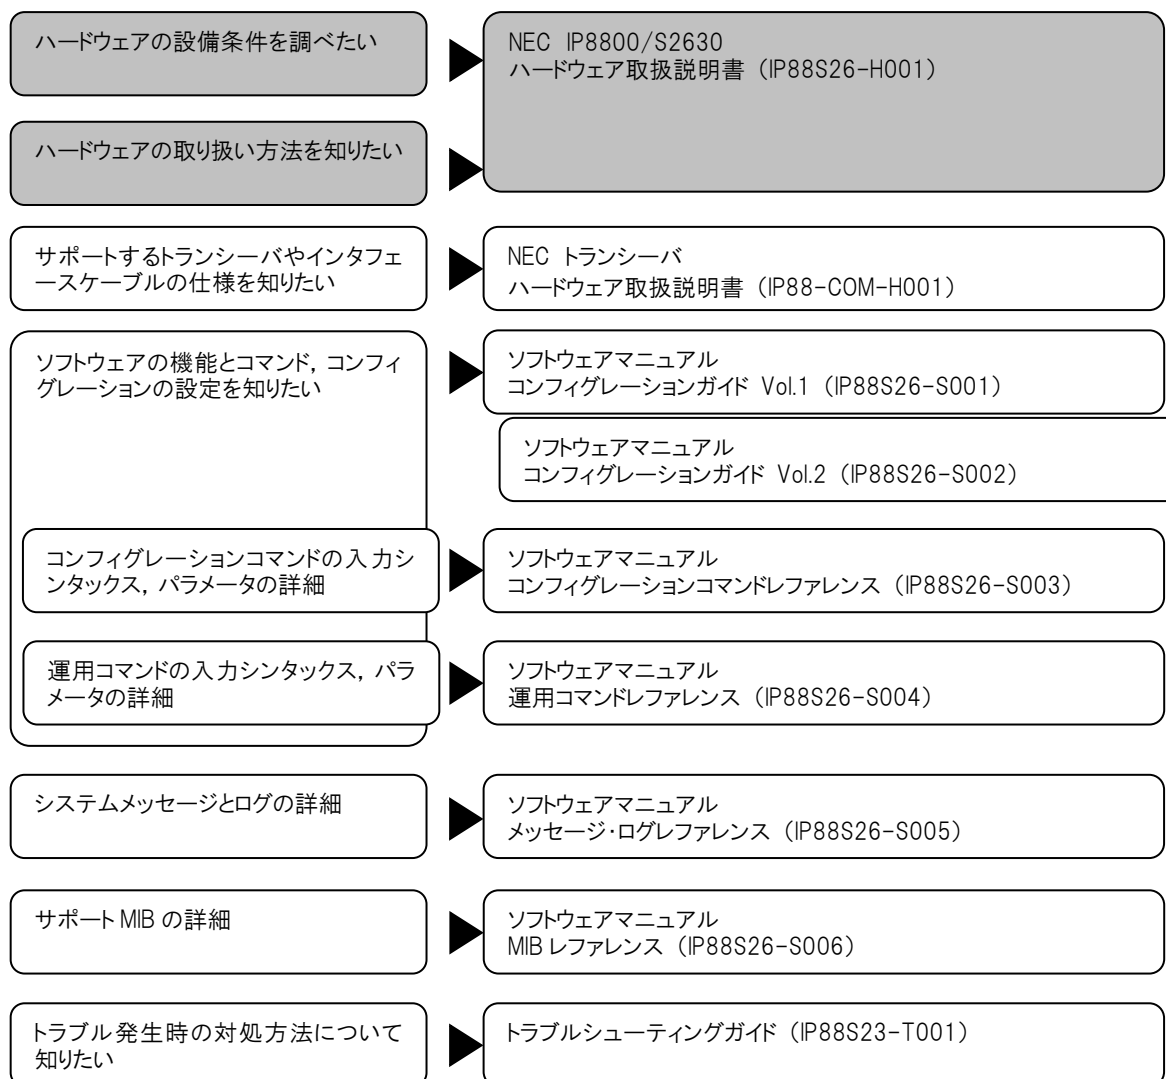 ハードウェアの設備条件を調べたい
NEC IP8800/S2630
ハードウェア取扱説明書 (IP88S26-H001)
ハードウェアの取り扱い方法を知りたい
サポートするトランシーバやインタフェ
ースケーブルの仕様を知りたい
NEC トランシーバ
ハードウェア取扱説明書 (IP88-COM-H001)
ソフトウェアの機能とコマンド, コンフィ
グレーションの設定を知りたい
ソフトウェアマニュアル
コンフィグレーションガイド Vol.1 (IP88S26-S001)
ソフトウェアマニュアル
コンフィグレーションガイド Vol.2 (IP88S26-S002)
コンフィグレーションコマンドの入力シ
ンタックス, パラメータの詳細
ソフトウェアマニュアル
コンフィグレーションコマンドレファレンス (IP88S26-S003)
運用コマンドの入力シンタックス, パラ
メータの詳細
ソフトウェアマニュアル
運用コマンドレファレンス (IP88S26-S004)
システムメッセージとログの詳細
ソフトウェアマニュアル
メッセージ・ログレファレンス (IP88S26-S005)
サポート MIB の詳細
ソフトウェアマニュアル
MIB レファレンス (IP88S26-S006)
トラブル発生時の対処方法について
知りたい
トラブルシューティングガイド (IP88S23-T001)